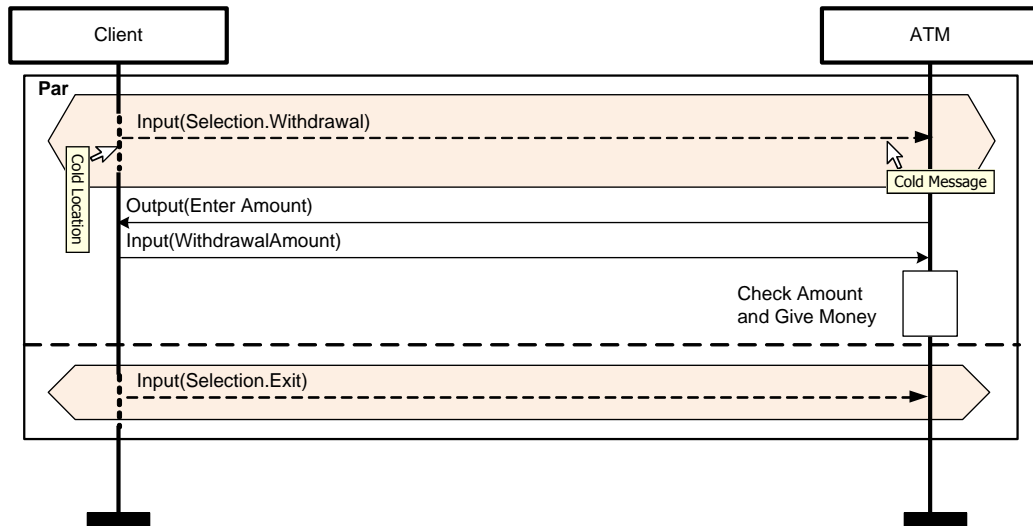 Client
ATM
Par
Input(Selection.Withdrawal)
Cold Location
Cold Message
Output(Enter Amount)
Input(WithdrawalAmount)
Check Amount
and Give Money
Input(Selection.Exit)